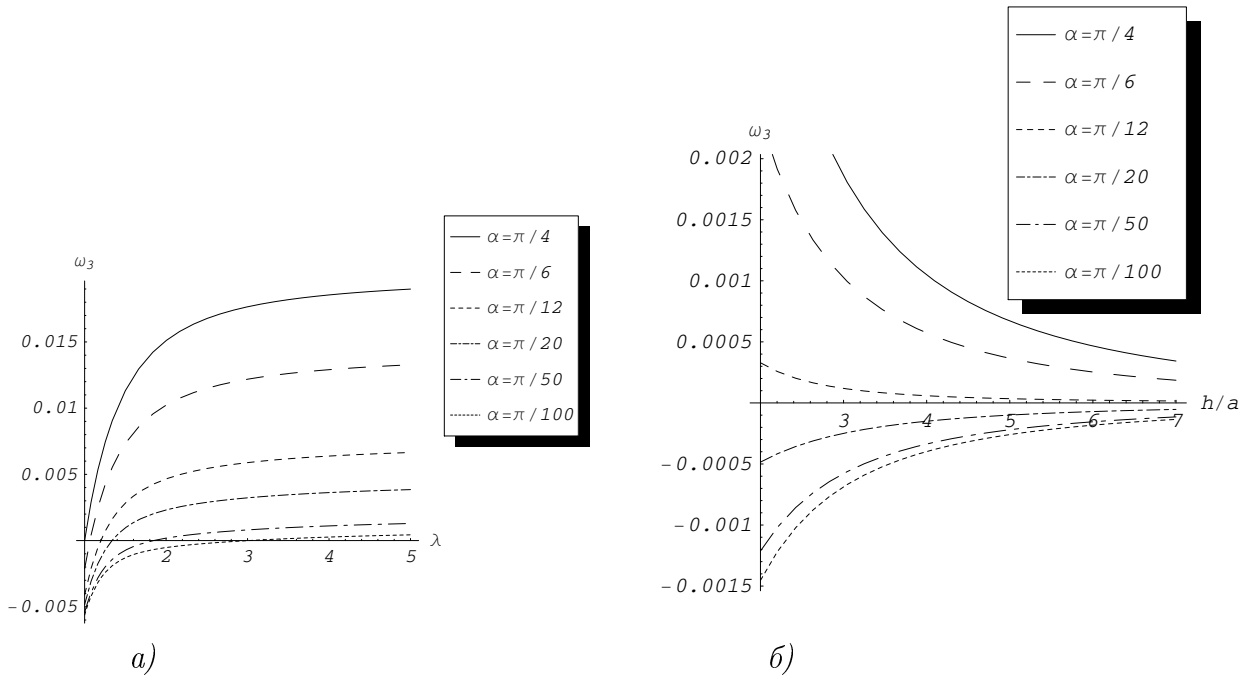 ω₃
0.015
0.01
0.005
-0.005
2
3
4
5
λ
α=π/4
α=π/6
α=π/12
α=π/20
α=π/50
α=π/100
а)
ω₃
0.002
0.0015
0.001
0.0005
-0.0005
-0.001
-0.0015
3
4
5
6
7
h/a
α=π/4
α=π/6
α=π/12
α=π/20
α=π/50
α=π/100
б)